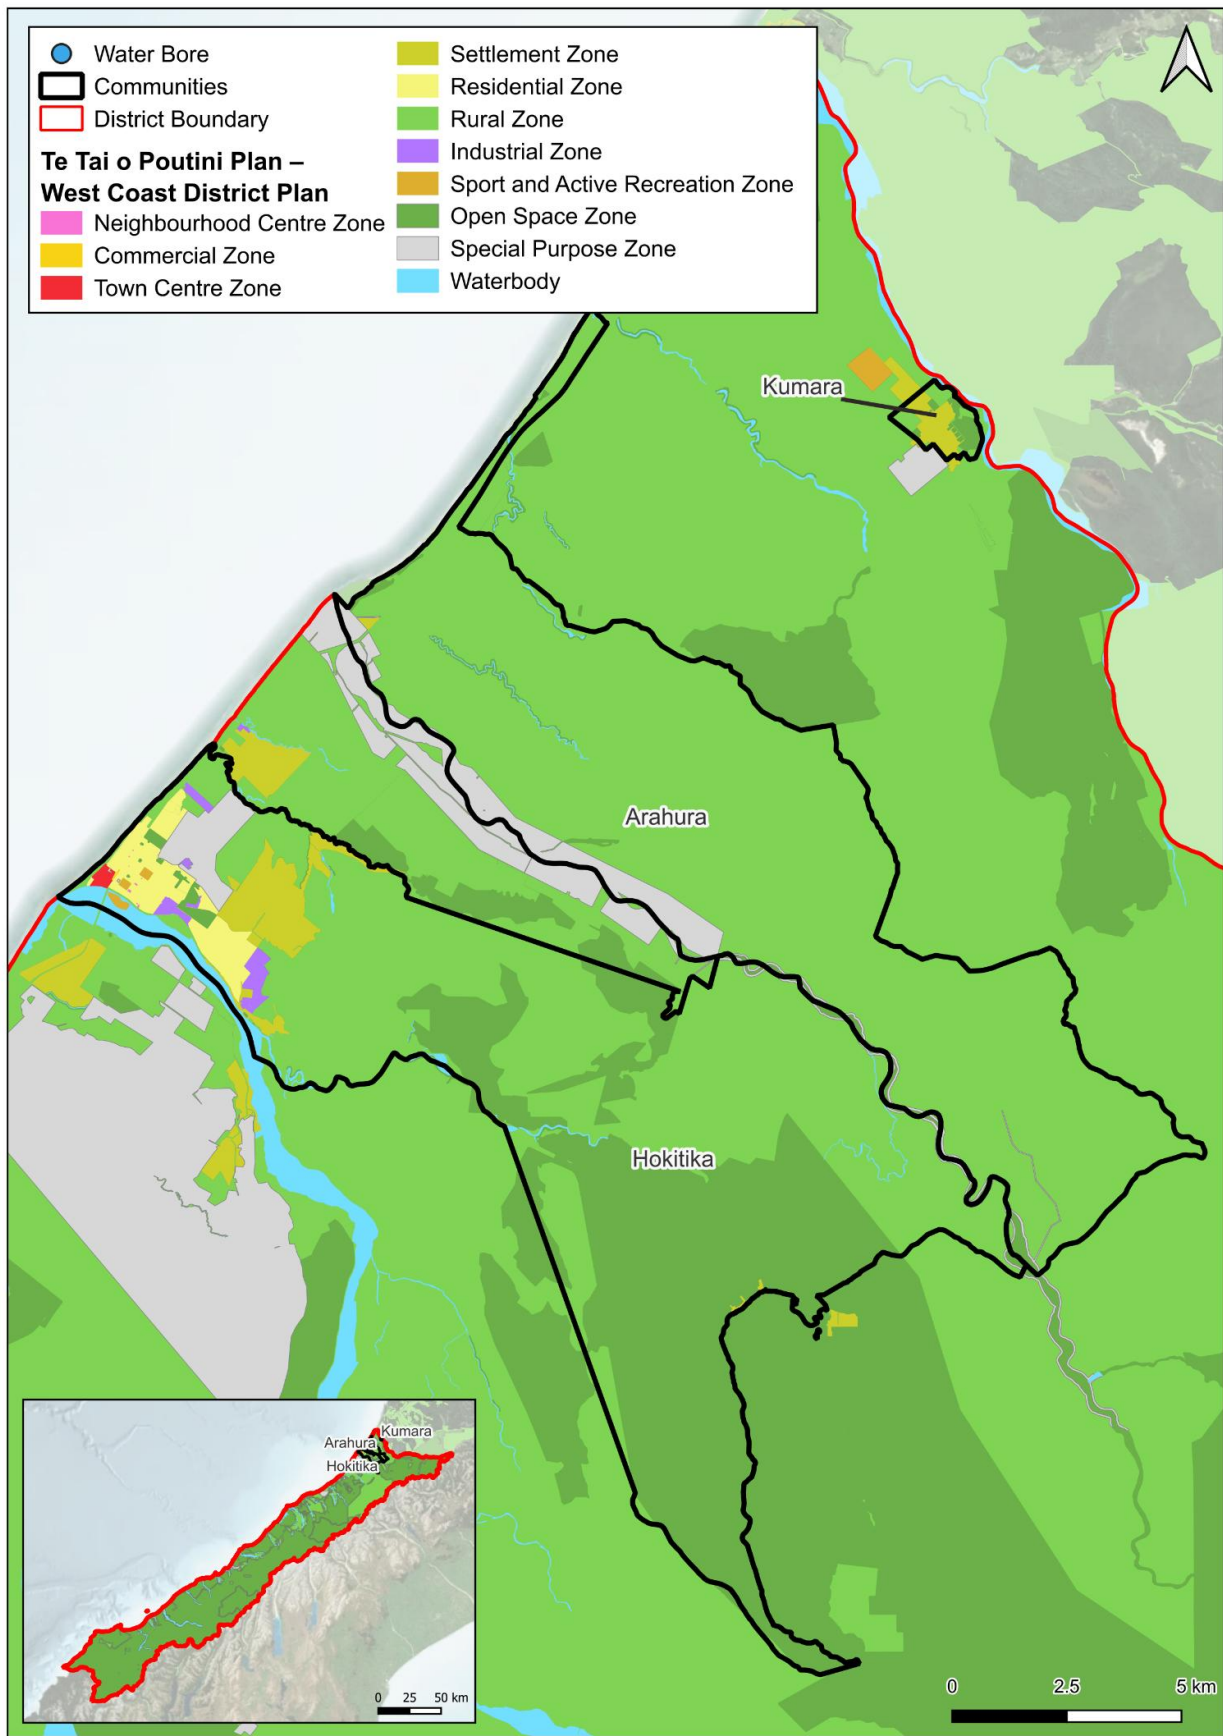 Water Bore
Communities
District Boundary
Te Tai o Poutini Plan –
West Coast District Plan
Neighbourhood Centre Zone
Commercial Zone
Town Centre Zone
Settlement Zone
Residential Zone
Rural Zone
Industrial Zone
Sport and Active Recreation Zone
Open Space Zone
Special Purpose Zone
Waterbody
Kumara
Arahura
Hokitika
Kumara
Arahura
Hokitika
0 25 50 km
0 2.5 5 km